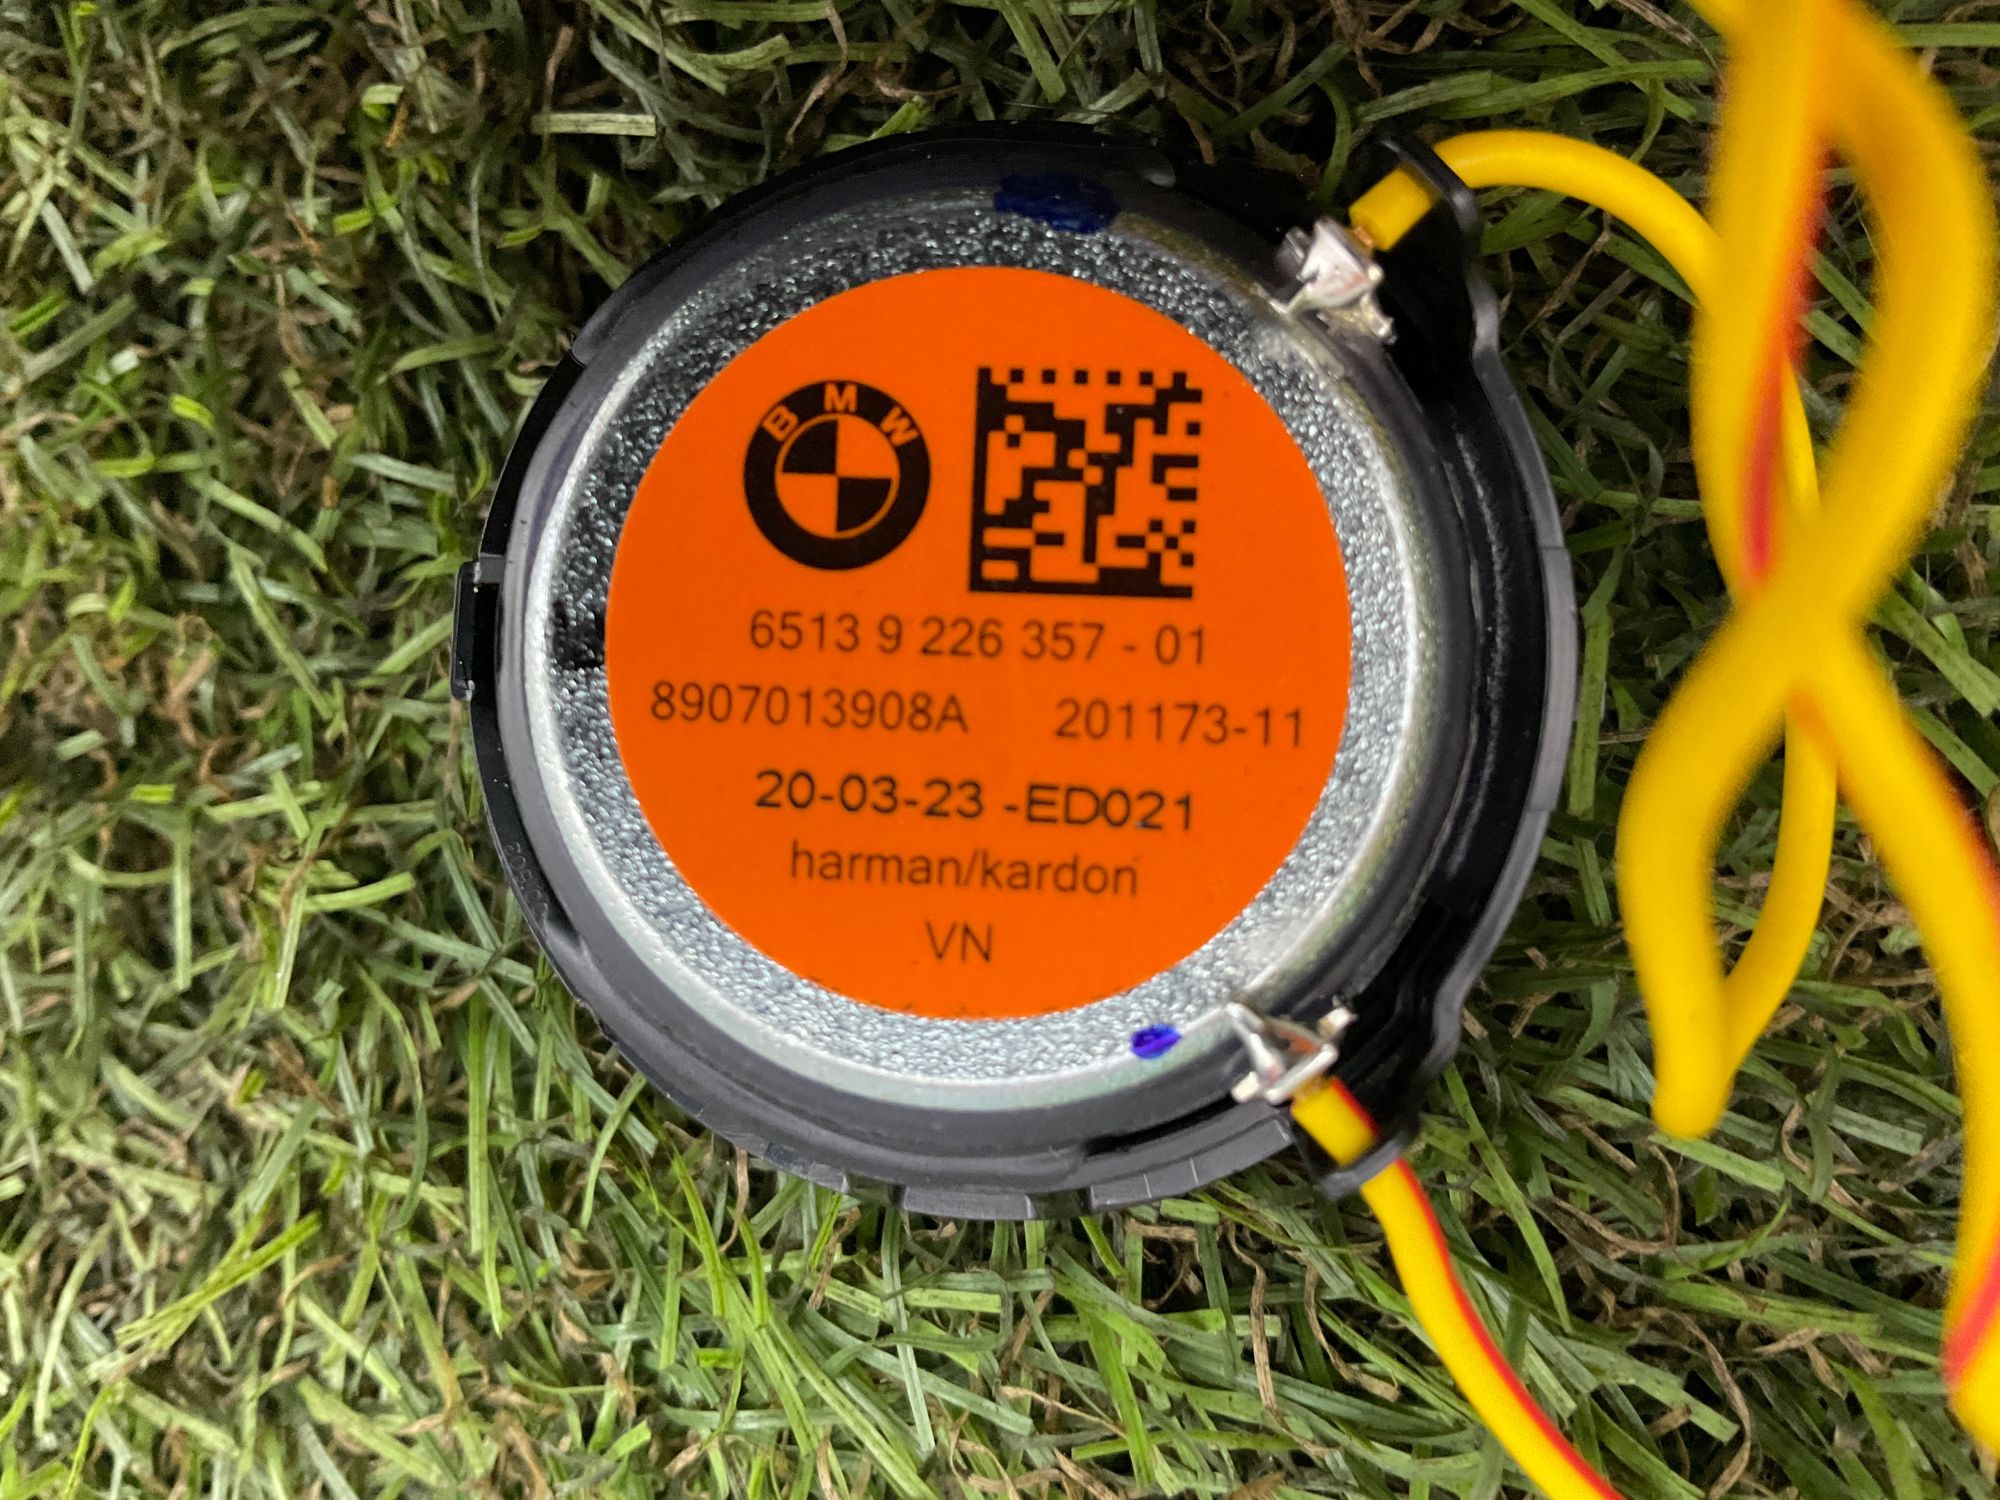 BMW
6513 9 226 357 - 01
8907013908A 201173-11
20-03-23 -ED021
harman/kardon
VN